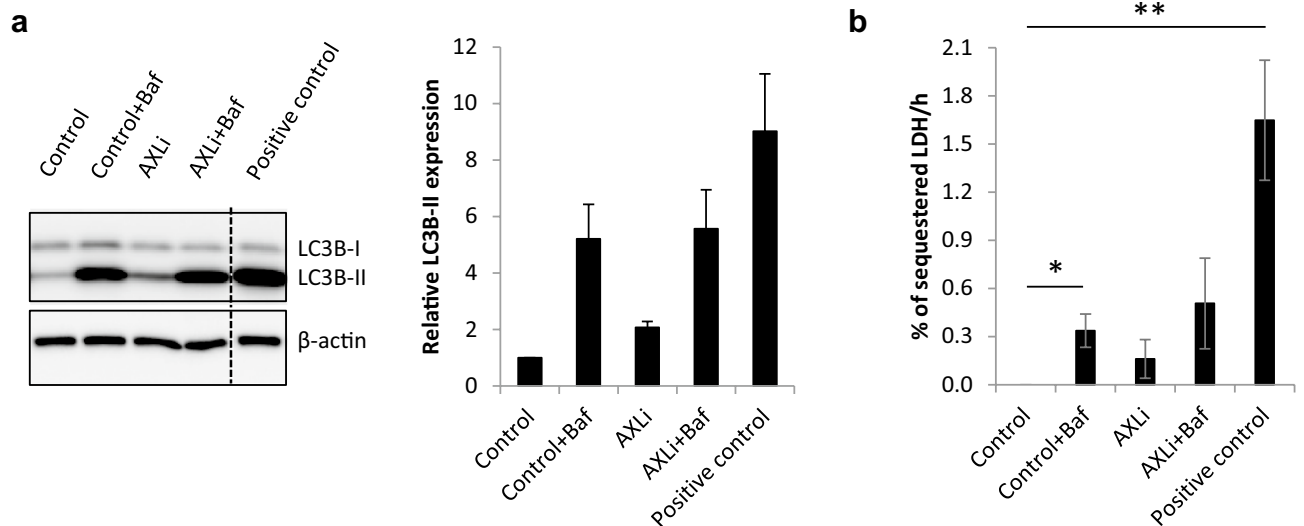 a
Control
Control+Baf
AXLi
AXLi+Baf
Positive control
LC3B-I
LC3B-II
β-actin
Relative LC3B-II expression
12
10
8
6
4
2
0
Control
Control+Baf
AXLi
AXLi+Baf
Positive control
b
% of sequestered LDH/h
2.1
1.8
1.5
1.2
0.9
0.6
0.3
0.0
**
*
Control
Control+Baf
AXLi
AXLi+Baf
Positive control